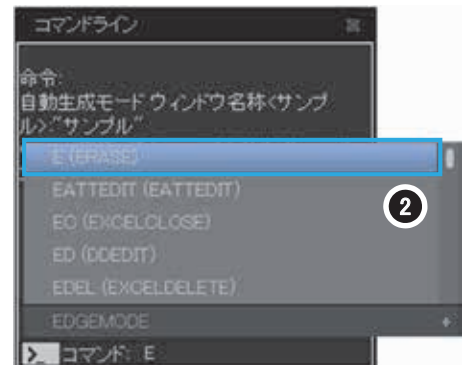 コマンドライン
命令:
自動生成モード ウィンドウ名称<サンプ
ル>:"サンプル"
E (ERASE)
EATTEDIT (EATTEDIT)
EC (EXCELCLOSE)
ED (DDEDIT)
EDEL (EXCELDELETE)
EDGEMODE
コマンド: E
2